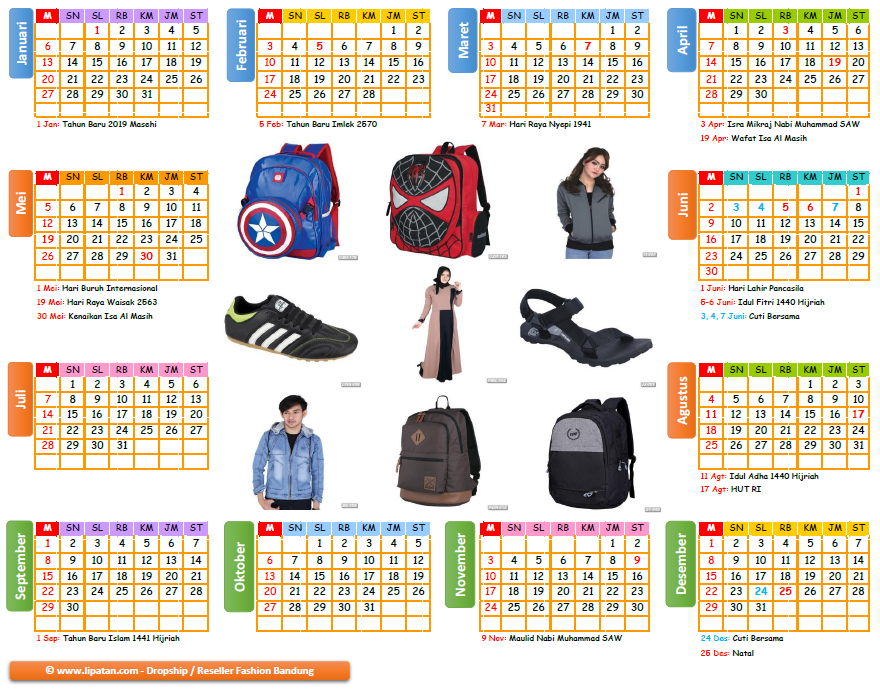 Januari
M SN SL RB KM JM ST
1 2 3 4 5
6 7 8 9 10 11 12
13 14 15 16 17 18 19
20 21 22 23 24 25 26
27 28 29 30 31
1 Jan: Tahun Baru 2019 Masehi
Februari
M SN SL RB KM JM ST
1 2
3 4 5 6 7 8 9
10 11 12 13 14 15 16
17 18 19 20 21 22 23
24 25 26 27 28
5 Feb: Tahun Baru Imlek 2570
Maret
M SN SL RB KM JM ST
1 2
3 4 5 6 7 8 9
10 11 12 13 14 15 16
17 18 19 20 21 22 23
24 25 26 27 28 29 30
31
7 Mar: Hari Raya Nyepi 1941
April
M SN SL RB KM JM ST
1 2 3 4 5 6
7 8 9 10 11 12 13
14 15 16 17 18 19 20
21 22 23 24 25 26 27
28 29 30
3 Apr: Isra Mikraj Nabi Muhammad SAW
19 Apr: Wafat Isa Al Masih
Mei
M SN SL RB KM JM ST
1 2 3 4
5 6 7 8 9 10 11
12 13 14 15 16 17 18
19 20 21 22 23 24 25
26 27 28 29 30 31
1 Mei: Hari Buruh Internasional
19 Mei: Hari Raya Waisak 2563
30 Mei: Kenaikan Isa Al Masih
Juni
M SN SL RB KM JM ST
1
2 3 4 5 6 7 8
9 10 11 12 13 14 15
16 17 18 19 20 21 22
23 24 25 26 27 28 29
30
1 Juni: Hari Lahir Pancasila
5-6 Juni: Idul Fitri 1440 Hijriah
3, 4, 7 Juni: Cuti Bersama
Juli
M SN SL RB KM JM ST
1 2 3 4 5 6
7 8 9 10 11 12 13
14 15 16 17 18 19 20
21 22 23 24 25 26 27
28 29 30 31
Agustus
M SN SL RB KM JM ST
1 2 3
4 5 6 7 8 9 10
11 12 13 14 15 16 17
18 19 20 21 22 23 24
25 26 27 28 29 30 31
11 Agt: Idul Adha 1440 Hijriah
17 Agt: HUT RI
September
M SN SL RB KM JM ST
1 2 3 4 5 6 7
8 9 10 11 12 13 14
15 16 17 18 19 20 21
22 23 24 25 26 27 28
29 30
1 Sep: Tahun Baru Islam 1441 Hijriah
Oktober
M SN SL RB KM JM ST
1 2 3 4 5
6 7 8 9 10 11 12
13 14 15 16 17 18 19
20 21 22 23 24 25 26
27 28 29 30 31
November
M SN SL RB KM JM ST
1 2
3 4 5 6 7 8 9
10 11 12 13 14 15 16
17 18 19 20 21 22 23
24 25 26 27 28 29 30
9 Nov: Maulid Nabi Muhammad SAW
Desember
M SN SL RB KM JM ST
1 2 3 4 5 6 7
8 9 10 11 12 13 14
15 16 17 18 19 20 21
22 23 24 25 26 27 28
29 30 31
24 Des: Cuti Bersama
25 Des: Natal
© www.lipatan.com - Dropship / Reseller Fashion Bandung